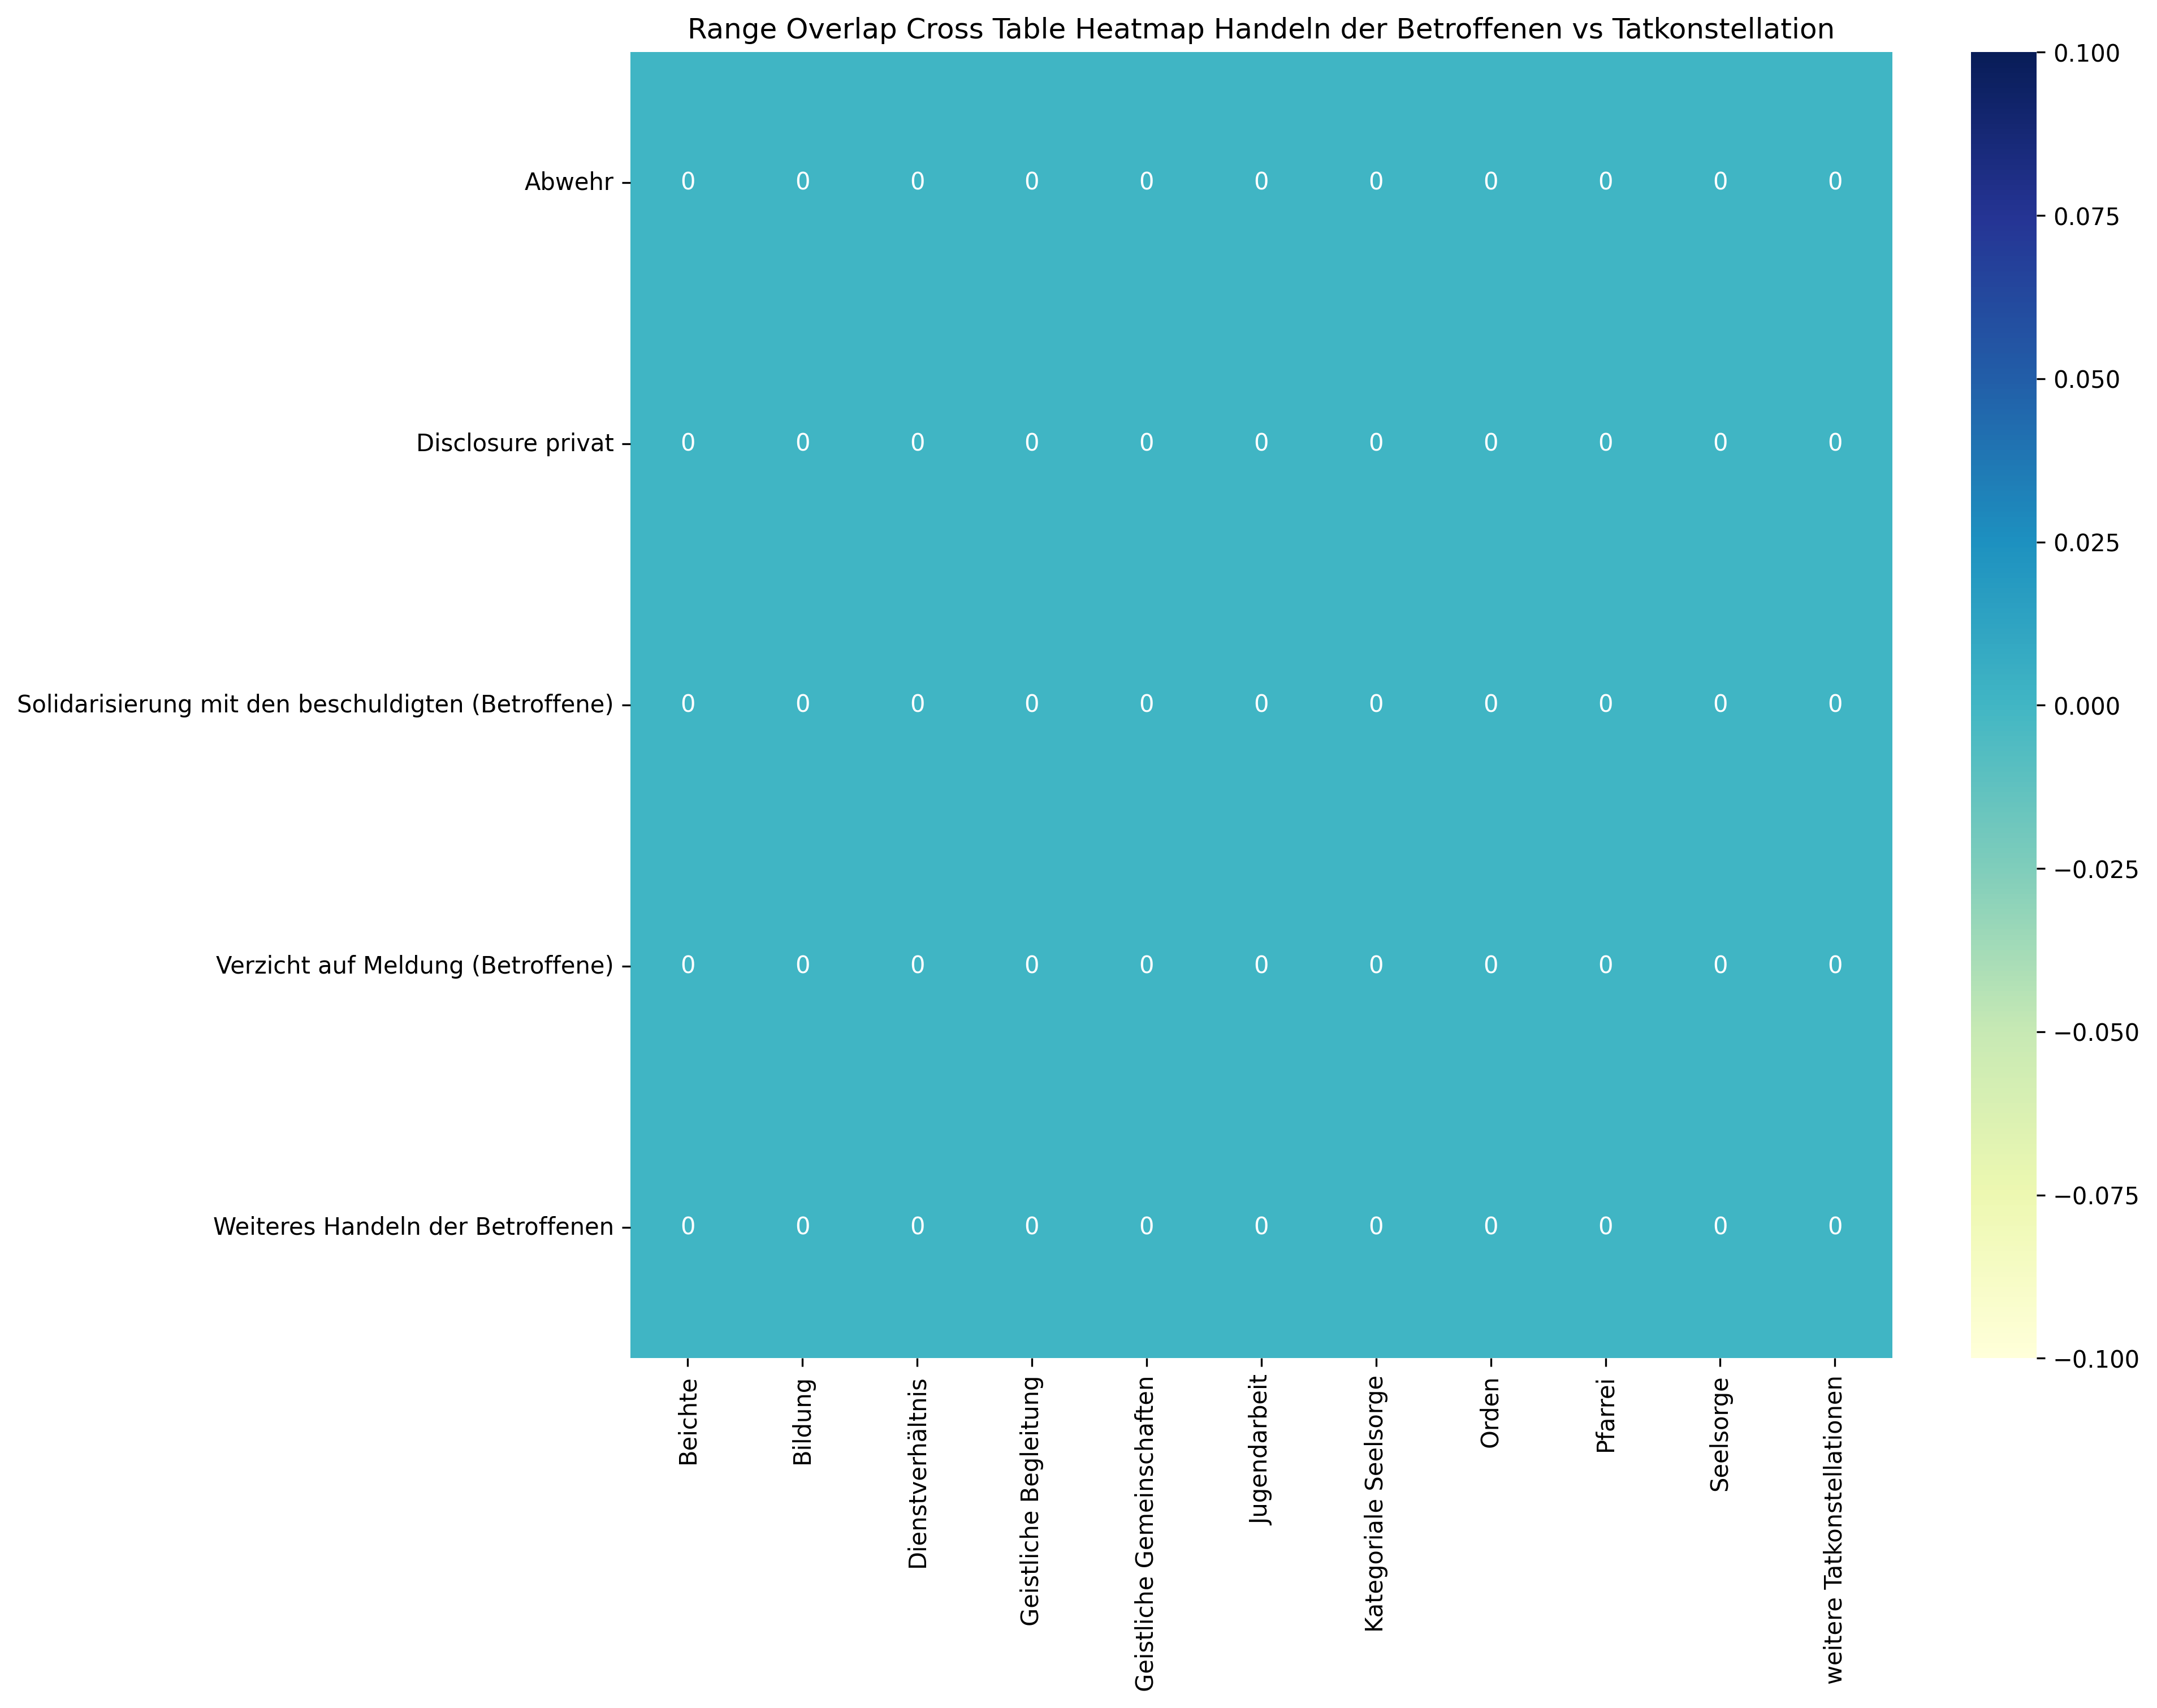 Range Overlap Cross Table Heatmap Handeln der Betroffenen vs Tatkonstellation
Abwehr 0 0 0 0 0 0 0 0 0 0 0
Disclosure privat 0 0 0 0 0 0 0 0 0 0 0
Solidarisierung mit den beschuldigten (Betroffene) 0 0 0 0 0 0 0 0 0 0 0
Verzicht auf Meldung (Betroffene) 0 0 0 0 0 0 0 0 0 0 0
Weiteres Handeln der Betroffenen 0 0 0 0 0 0 0 0 0 0 0
Beichte
Bildung
Dienstverhältnis
Geistliche Begleitung
Geistliche Gemeinschaften
Jugendarbeit
Kategoriale Seelsorge
Orden
Pfarrei
Seelsorge
weitere Tatkonstellationen
0.100
0.075
0.050
0.025
0.000
−0.025
−0.050
−0.075
−0.100